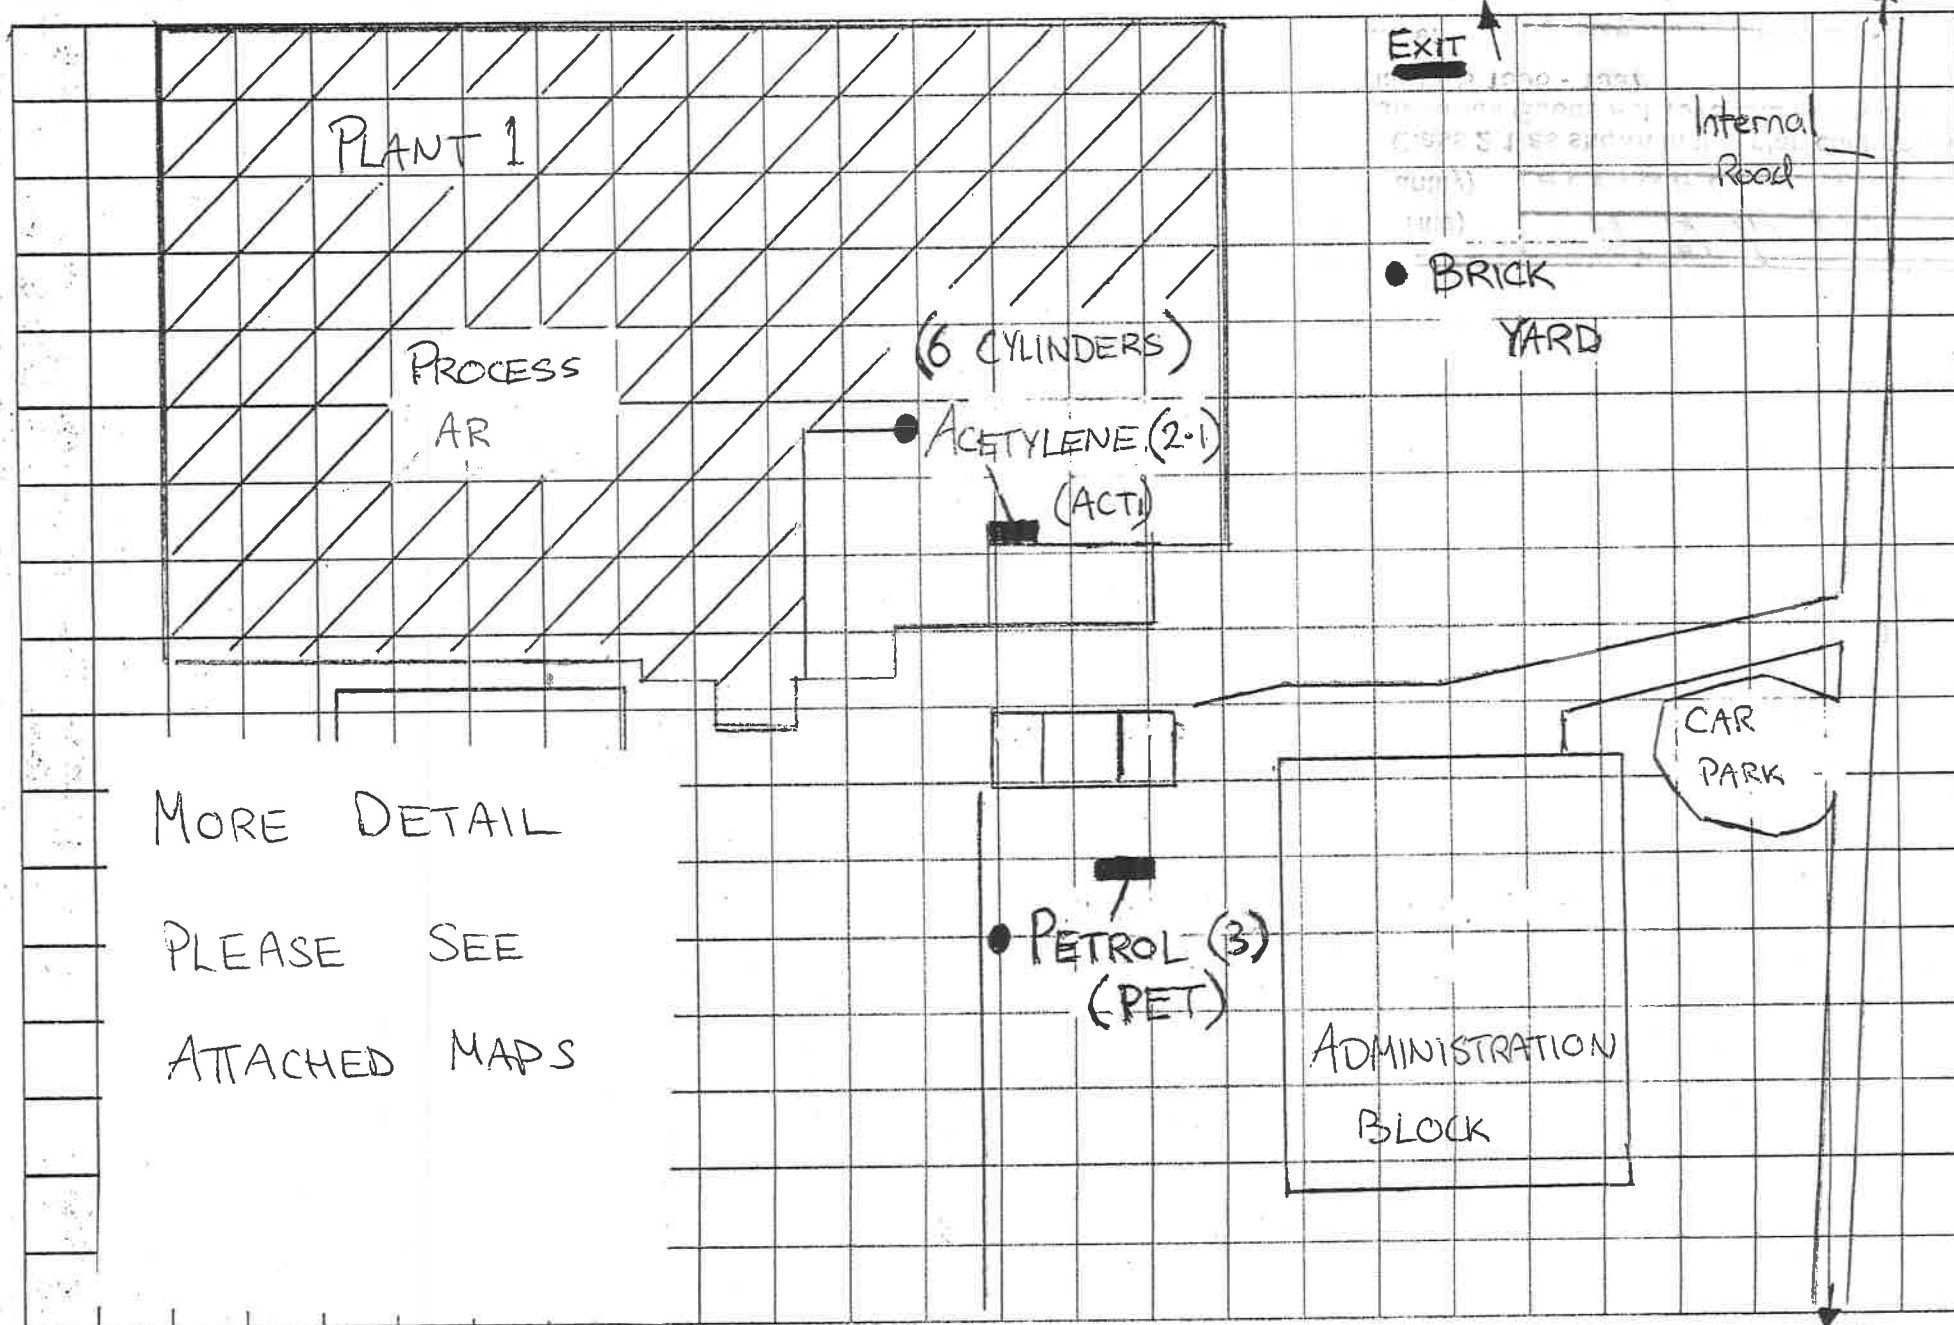 EXIT
PLANT 1
Internal
Road
BRICK
YARD
(6 CYLINDERS)
PROCESS
AR
ACETYLENE (2.1)
(ACT1)
CAR
PARK
MORE DETAIL
PLEASE SEE
ATTACHED MAPS
PETROL (3)
(PET)
ADMINISTRATION
BLOCK